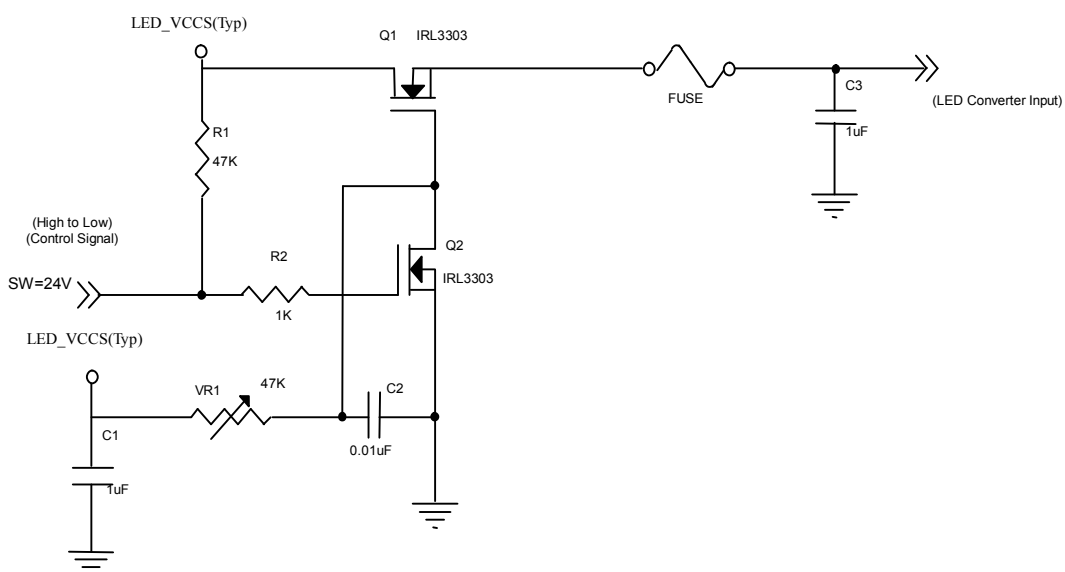 LED_VCCS(Typ)
Q1 IRL3303
FUSE
C3
1uF
(LED Converter Input)
R1
47K
(High to Low)
(Control Signal)
SW=24V
R2
1K
Q2
IRL3303
LED_VCCS(Typ)
VR1
47K
C2
0.01uF
C1
1uF